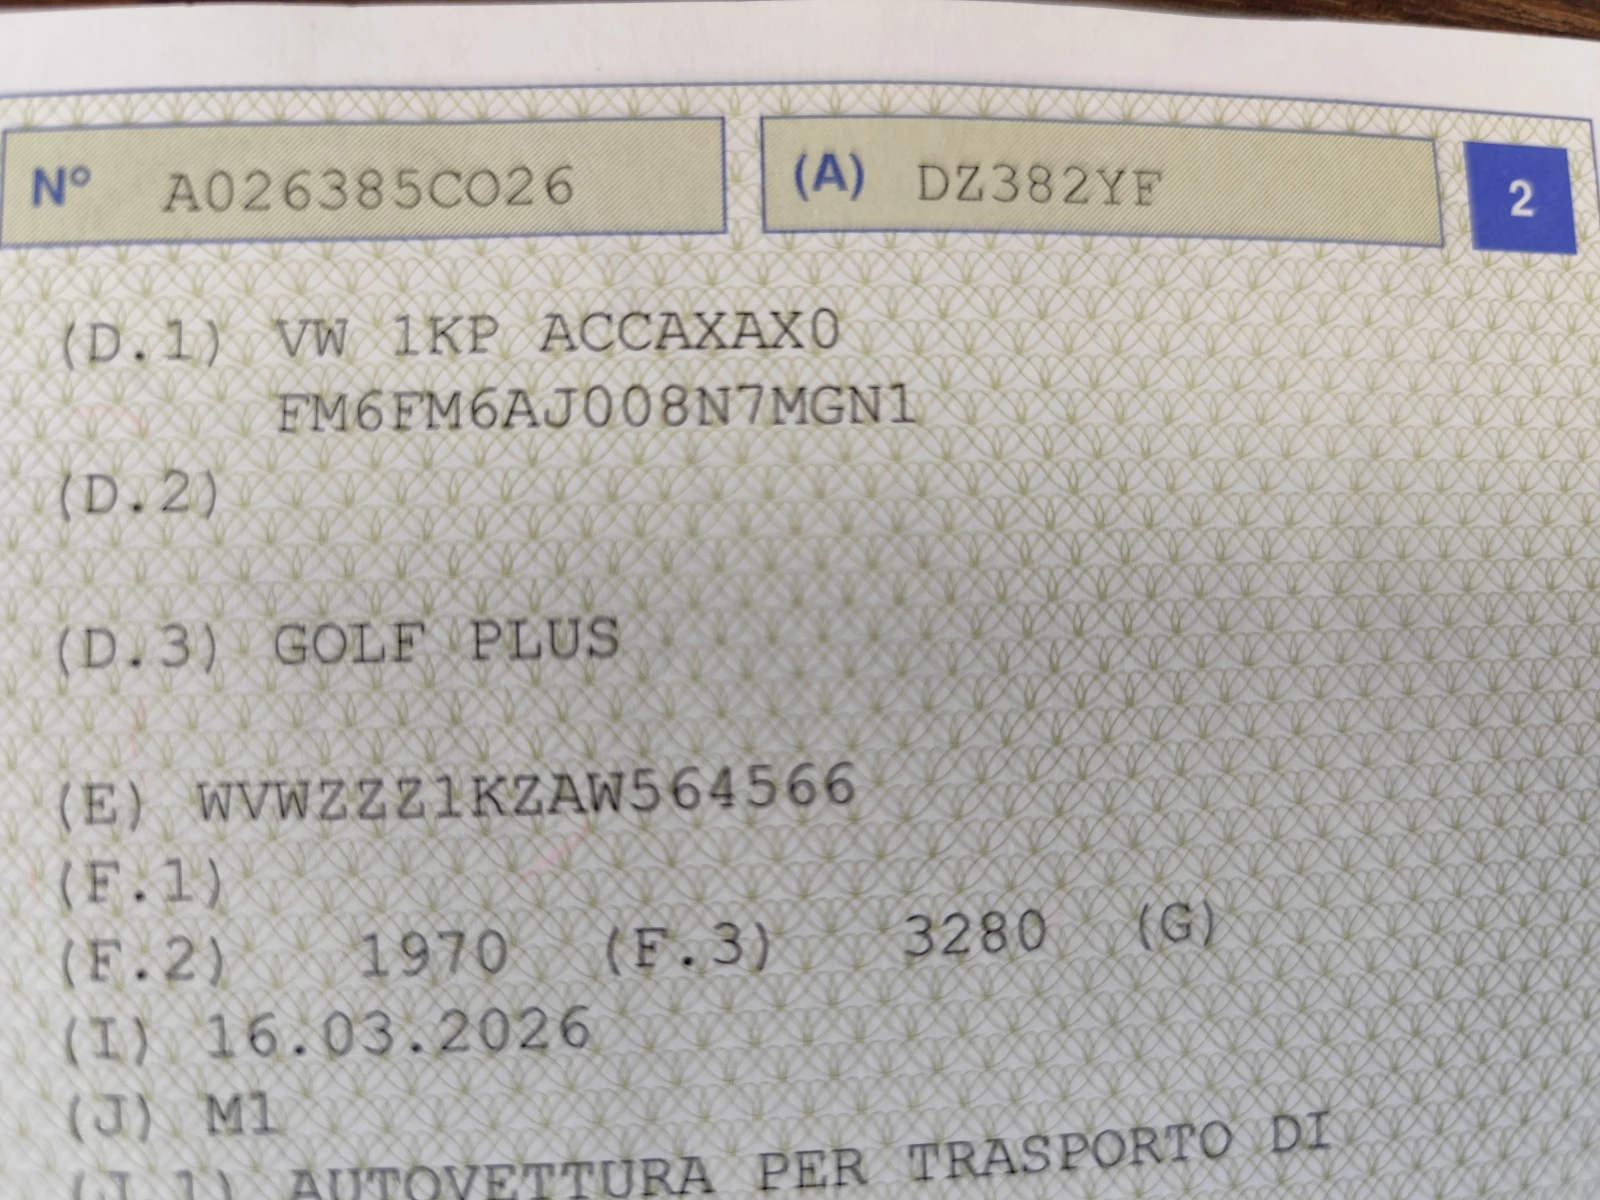 N° A026385CO26 (A) DZ382YF 2
(D.1) VW 1KP ACCAXAX0
FM6FM6AJ008N7MGN1
(D.2)
(D.3) GOLF PLUS
(E) WVWZZZ1KZAW564566
(F.1)
(F.2) 1970 (F.3) 3280 (G)
(I) 16.03.2026
(J) M1
(J.1) AUTOVETTURA PER TRASPORTO DI